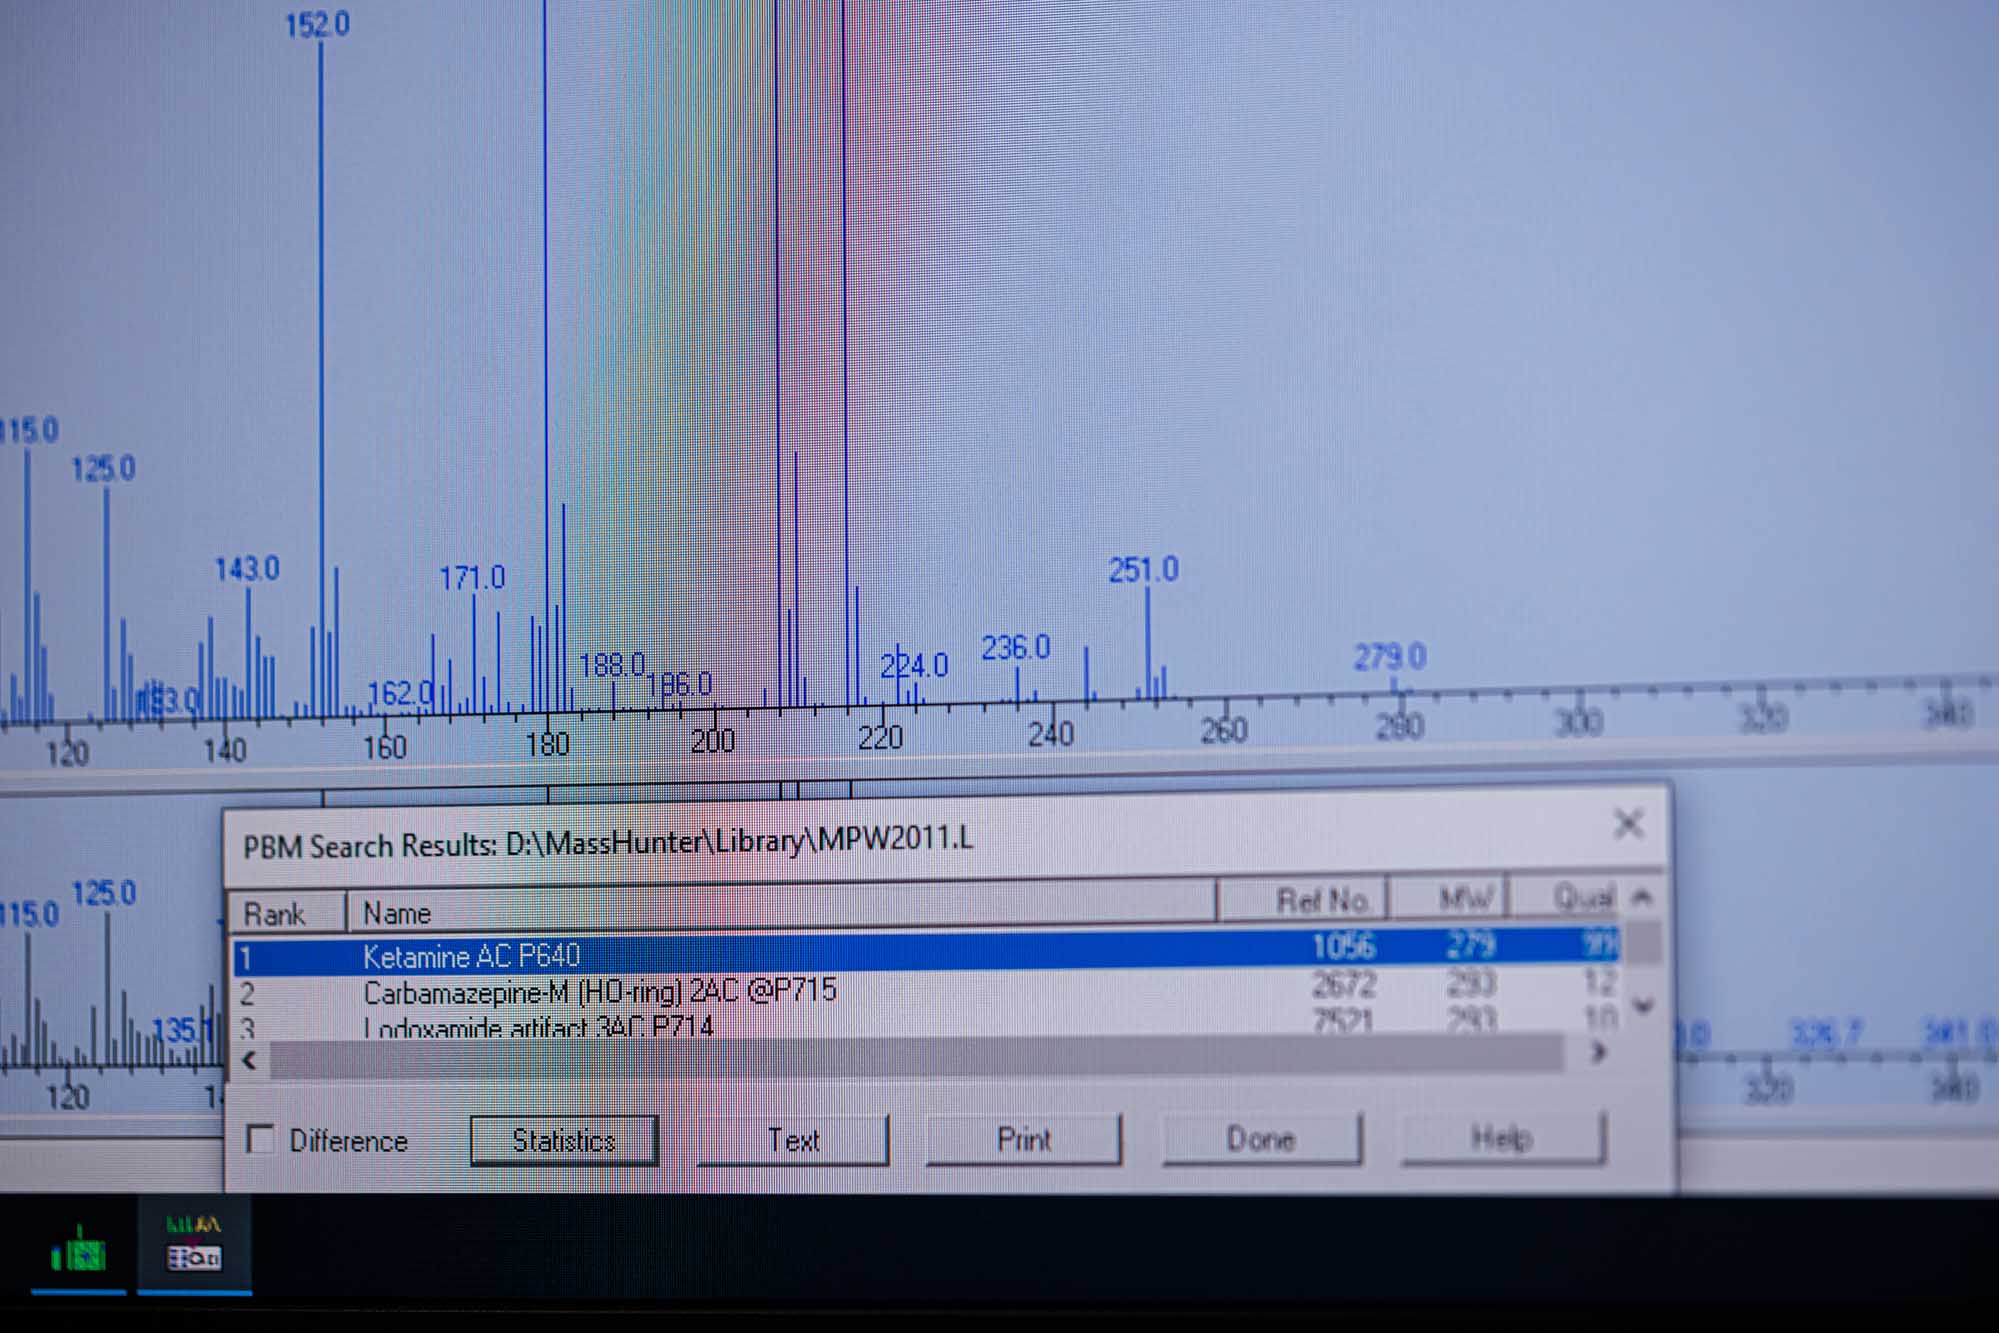 152.0
115.0
125.0
143.0
171.0
251.0
188.0
196.0
162.0
224.0
236.0
279.0
120 140 160 180 200 220 240 260 280 300 320 340
PBM Search Results: D:\MassHunter\Library\MPW2011.L
115.0 125.0
Rank Name Ref No. MW Qual
1 Ketamine AC P640 1056 279
2 Carbamazepine-M (HO-ring) 2AC @P715 2672 293 12
3 Lodoxamide artifact 3AC P714 7521 293 10
135.1
326.7 341.0
120 320 340
Difference Statistics Text Print Done Help